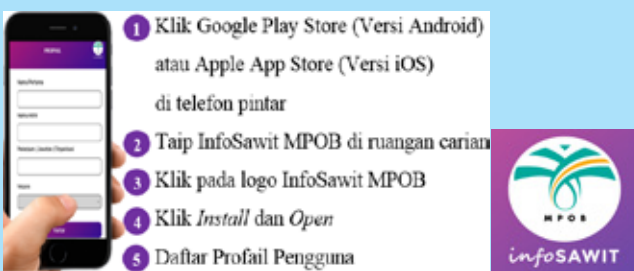 PROFAIL
1 Klik Google Play Store (Versi Android)
atau Apple App Store (Versi iOS)
di telefon pintar
2 Taip InfoSawit MPOB di ruangan carian
3 Klik pada logo InfoSawit MPOB
4 Klik Install dan Open
5 Daftar Profail Pengguna
MPOB
infoSAWIT